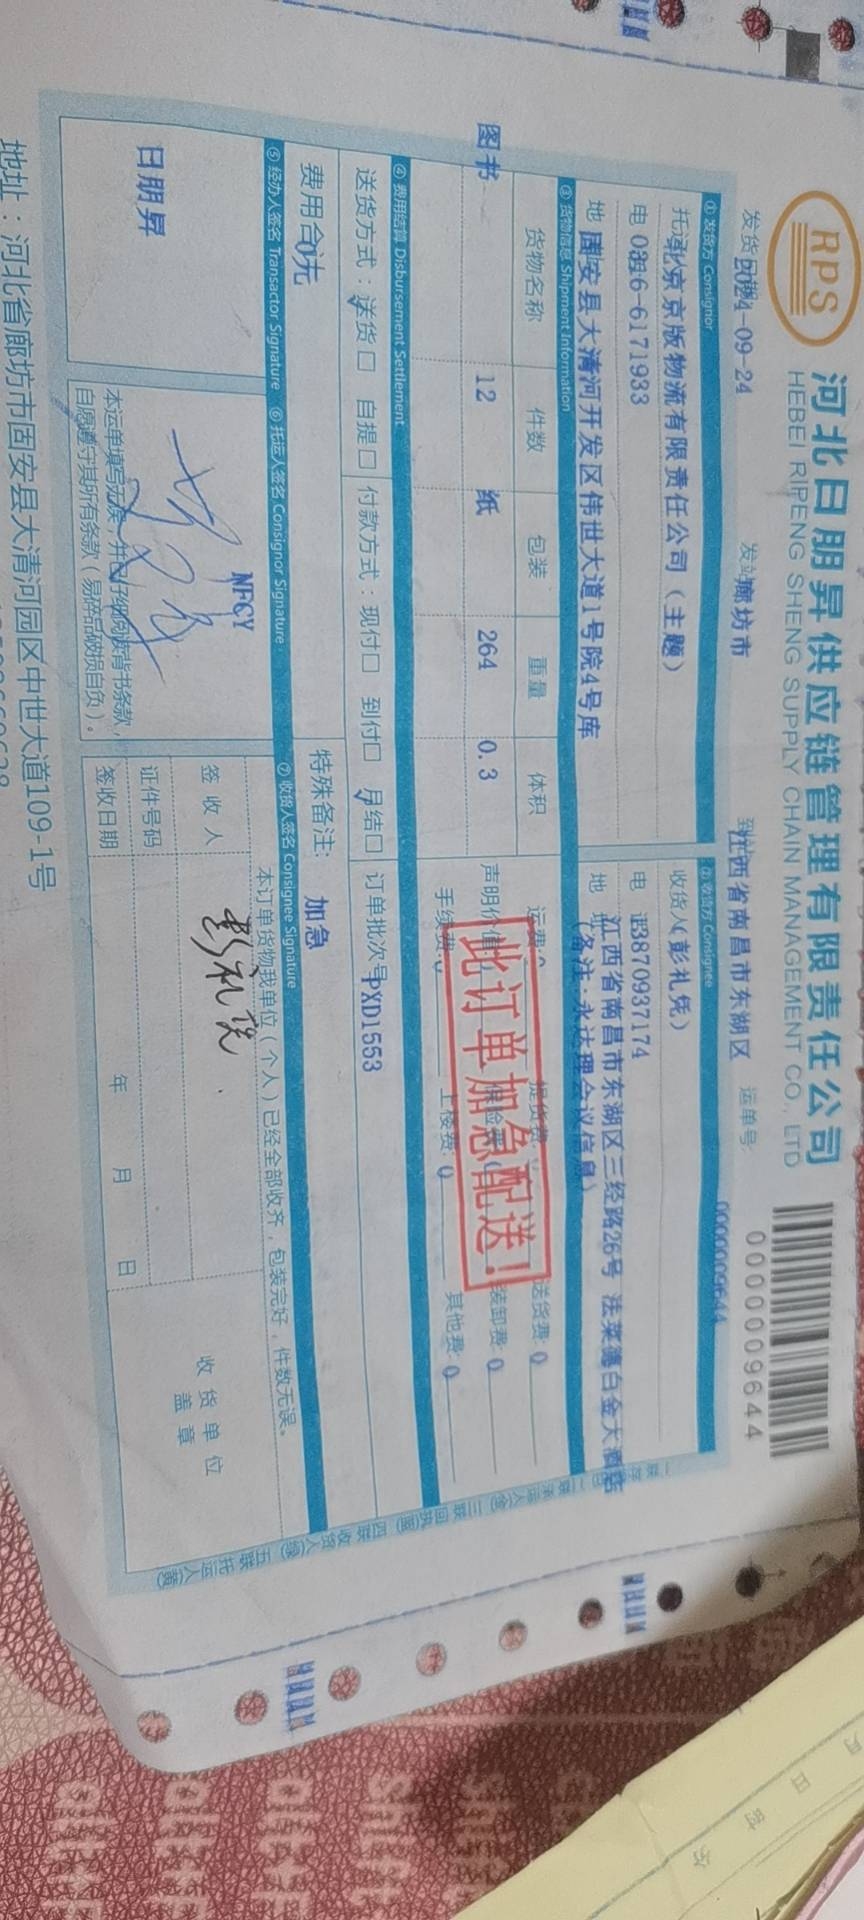 RPS
河北日朋昇供应链管理有限责任公司
HEBEI RIPENG SHENG SUPPLY CHAIN MANAGEMENT CO., LTD
0000009644
发货 2024-09-24 发站 廊坊市 江西省南昌市东湖区 运单号: 0000009644
① 发货方 Consignor ② 收货方 Consignee
北京京版物流有限责任公司（主题） 收货人（彭礼凭）
电 0316-6171933 电 13870937174
地 固安县大清河开发区伟世大道1号院4号库 地 江西省南昌市东湖区三经路26号 法莱德白金大酒店
（备注:永达理会议信息）
③ 货物信息 Shipment Information
货物名称 件数 包装 重量 体积 运费:0 提货费: 送货费: 0
图书 12 纸 264 0.3 声明价值 保险费 装卸费: 0
手续费: 0 上楼费: 0 其他费: 0
此订单加急配送!
④ 费用结算 Disbursement Settlement
送货方式：送货☑ 自提□ 付款方式：现付□ 到付□ 月结☑ 订单批次号 PXD1553
费用合 0元 特殊备注: 加急
⑤ 经办人签名 Transactor Signature ⑥ 托运人签名 Consignor Signature ⑦ 收货人签名 Consignee Signature
日朋昇 NFCY
本订单货物我单位（个人）已经全部收齐，包装完好，件数无误。
签收人 彭礼凭 收货单位
盖章
证件号码
签收日期 年 月 日
本运单填写无误，并已仔细阅读背书条款，
自愿遵守其所有条款（易碎品破损自负）。
地址：河北省廊坊市固安县大清河园区中世大道109-1号
alt+ shift